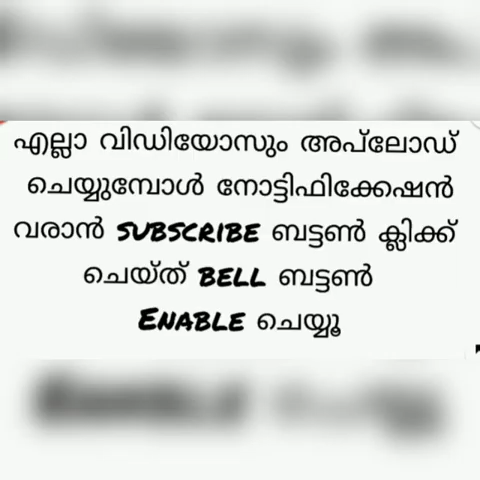 എല്ലാ വിഡിയോസും അപ്ലോഡ്
ചെയ്യുമ്പോൾ നോട്ടിഫിക്കേഷൻ
വരാൻ SUBSCRIBE ബട്ടൺ ക്ലിക്ക്
ചെയ്ത് BELL ബട്ടൺ
ENABLE ചെയ്യൂ